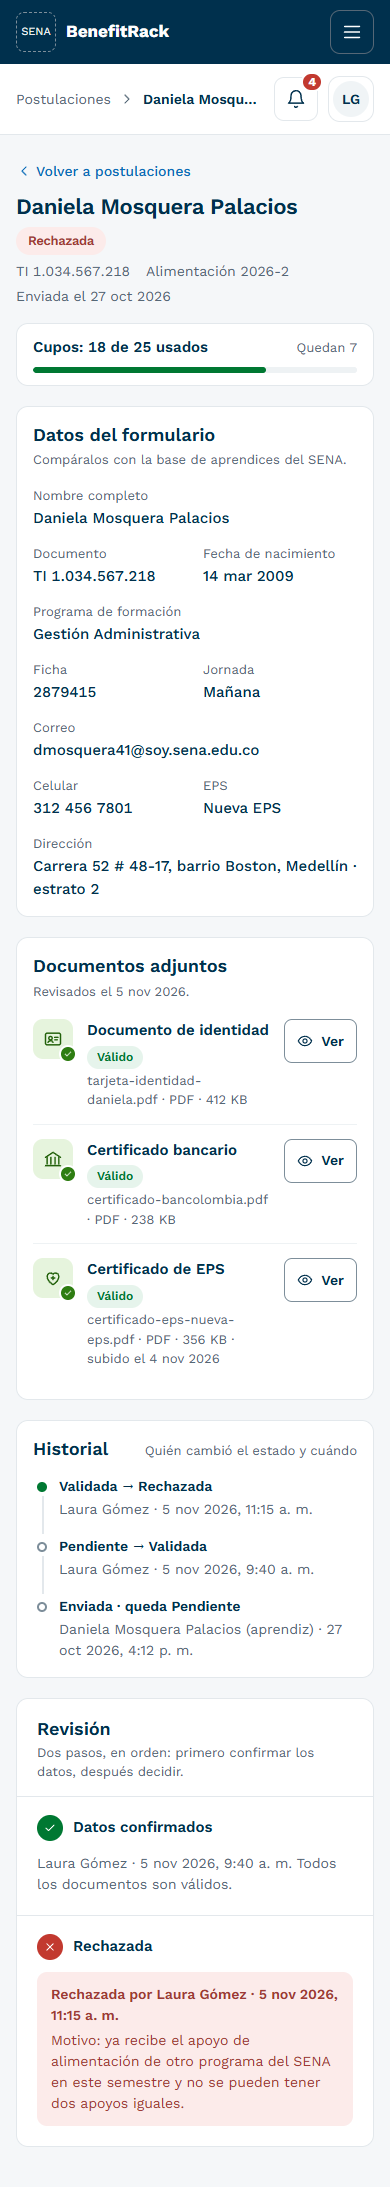 SENA
BenefitRack
Postulaciones > Daniela Mosqu...
4
LG
Volver a postulaciones
Daniela Mosquera Palacios
Rechazada
TI 1.034.567.218 Alimentación 2026-2
Enviada el 27 oct 2026
Cupos: 18 de 25 usados
Quedan 7
Datos del formulario
Compáralos con la base de aprendices del SENA.
Nombre completo
Daniela Mosquera Palacios
Documento
TI 1.034.567.218
Fecha de nacimiento
14 mar 2009
Programa de formación
Gestión Administrativa
Ficha
2879415
Jornada
Mañana
Correo
dmosquera41@soy.sena.edu.co
Celular
312 456 7801
EPS
Nueva EPS
Dirección
Carrera 52 # 48-17, barrio Boston, Medellín ·
estrato 2
Documentos adjuntos
Revisados el 5 nov 2026.
Documento de identidad
Válido
tarjeta-identidad-
daniela.pdf · PDF · 412 KB
Ver
Certificado bancario
Válido
certificado-bancolombia.pdf
· PDF · 238 KB
Ver
Certificado de EPS
Válido
certificado-eps-nueva-
eps.pdf · PDF · 356 KB ·
subido el 4 nov 2026
Ver
Historial
Quién cambió el estado y cuándo
Validada → Rechazada
Laura Gómez · 5 nov 2026, 11:15 a. m.
Pendiente → Validada
Laura Gómez · 5 nov 2026, 9:40 a. m.
Enviada · queda Pendiente
Daniela Mosquera Palacios (aprendiz) · 27
oct 2026, 4:12 p. m.
Revisión
Dos pasos, en orden: primero confirmar los
datos, después decidir.
Datos confirmados
Laura Gómez · 5 nov 2026, 9:40 a. m. Todos
los documentos son válidos.
Rechazada
Rechazada por Laura Gómez · 5 nov 2026,
11:15 a. m.
Motivo: ya recibe el apoyo de
alimentación de otro programa del SENA
en este semestre y no se pueden tener
dos apoyos iguales.